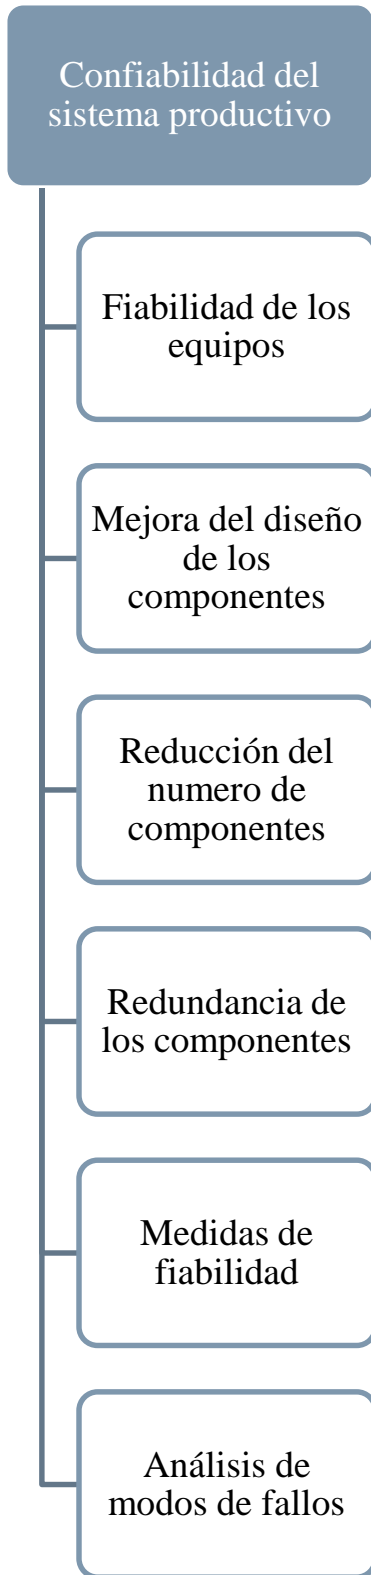 Confiabilidad del
sistema productivo
Fiabilidad de los
equipos
Mejora del diseño
de los
componentes
Reducción del
numero de
componentes
Redundancia de
los componentes
Medidas de
fiabilidad
Análisis de
modos de fallos